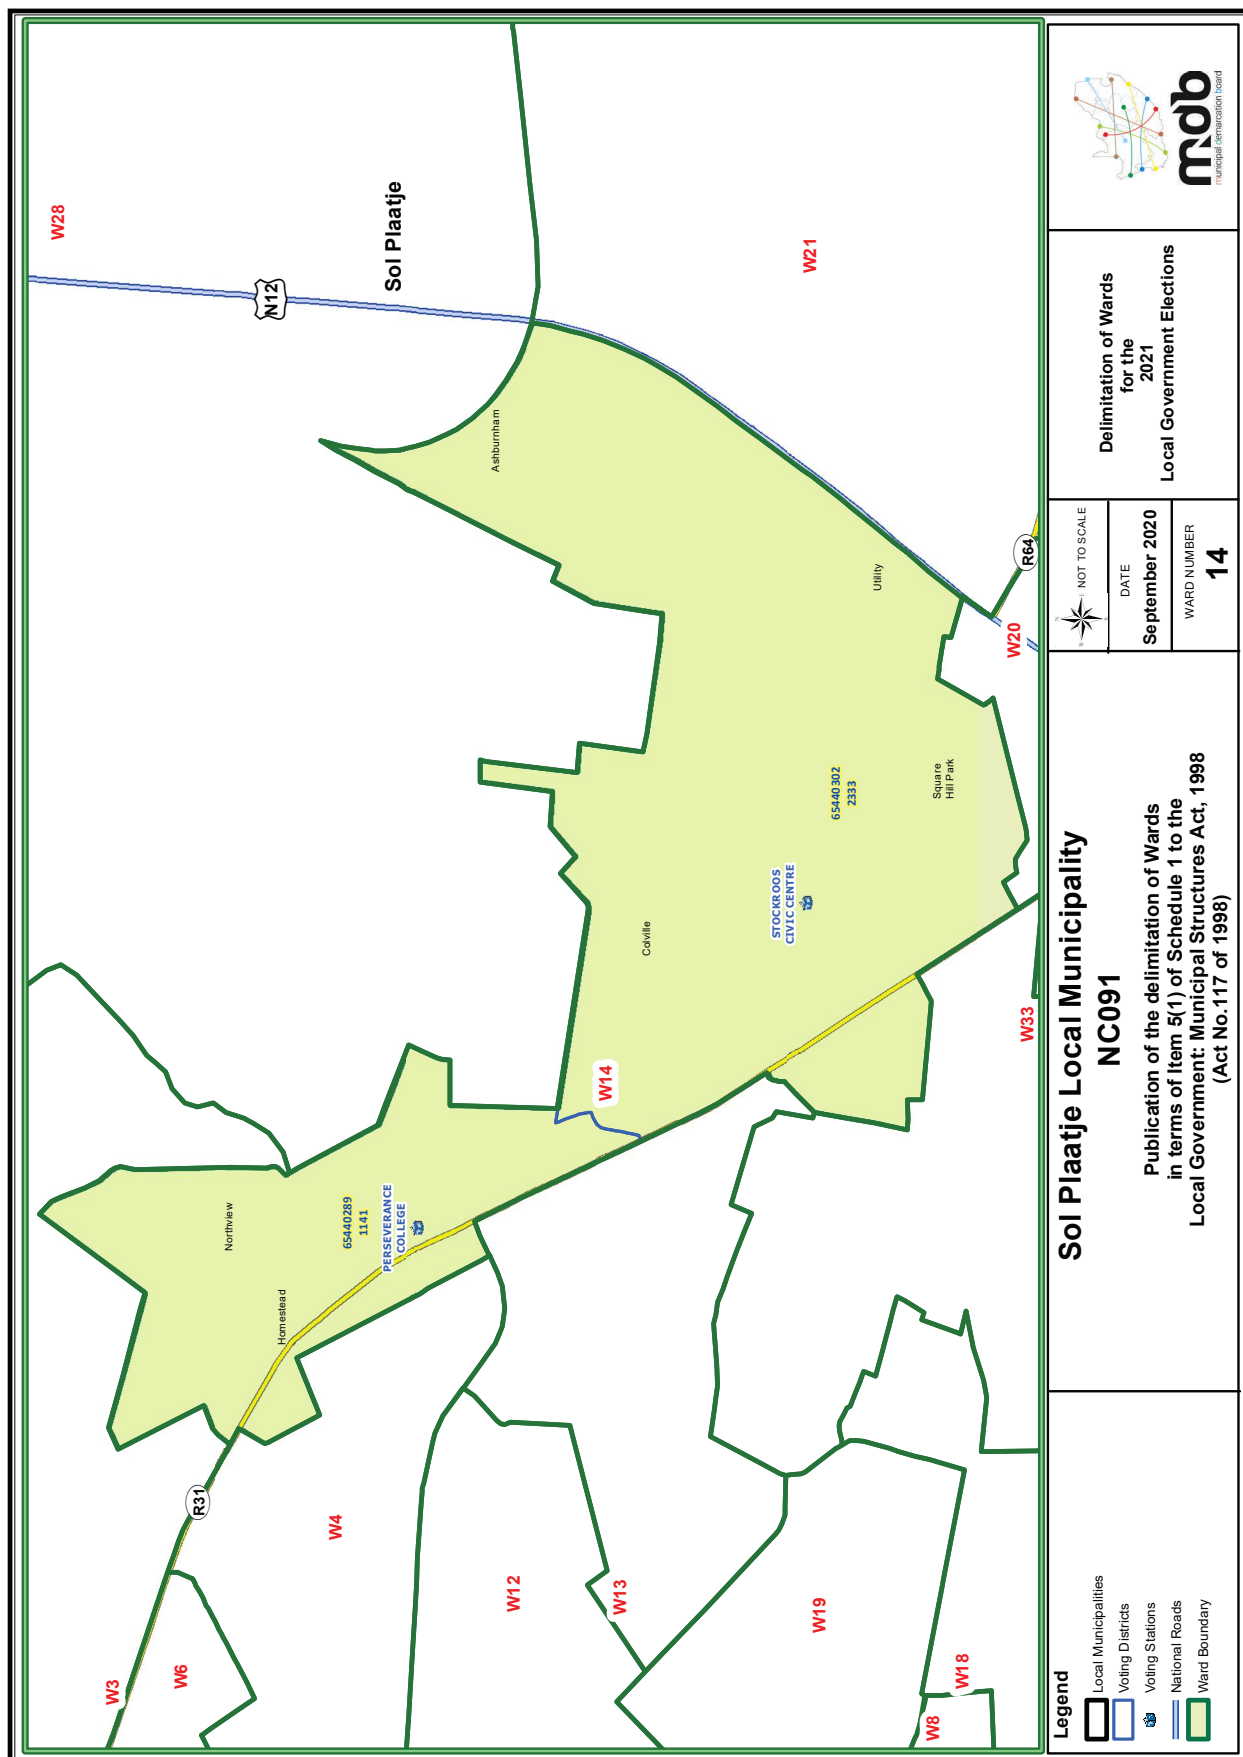 W28
N12
Sol Plaatje
W21
Ashburnham
Utility
R64
W20
65440302
2333
Square
Hill Park
STOCKROOS
CIVIC CENTRE
Colville
W33
W14
Northview
65440289
1141
PERSEVERANCE
COLLEGE
Homestead
R31
W4
W3
W6
W12
W13
W19
W18
W8
Legend
Local Municipalities
Voting Districts
Voting Stations
National Roads
Ward Boundary
Sol Plaatje Local Municipality
NC091
Publication of the delimitation of Wards
in terms of Item 5(1) of Schedule 1 to the
Local Government: Municipal Structures Act, 1998
(Act No.117 of 1998)
N
W
E
S
NOT TO SCALE
DATE
September 2020
WARD NUMBER
14
Delimitation of Wards
for the
2021
Local Government Elections
mdb
municipal demarcation board